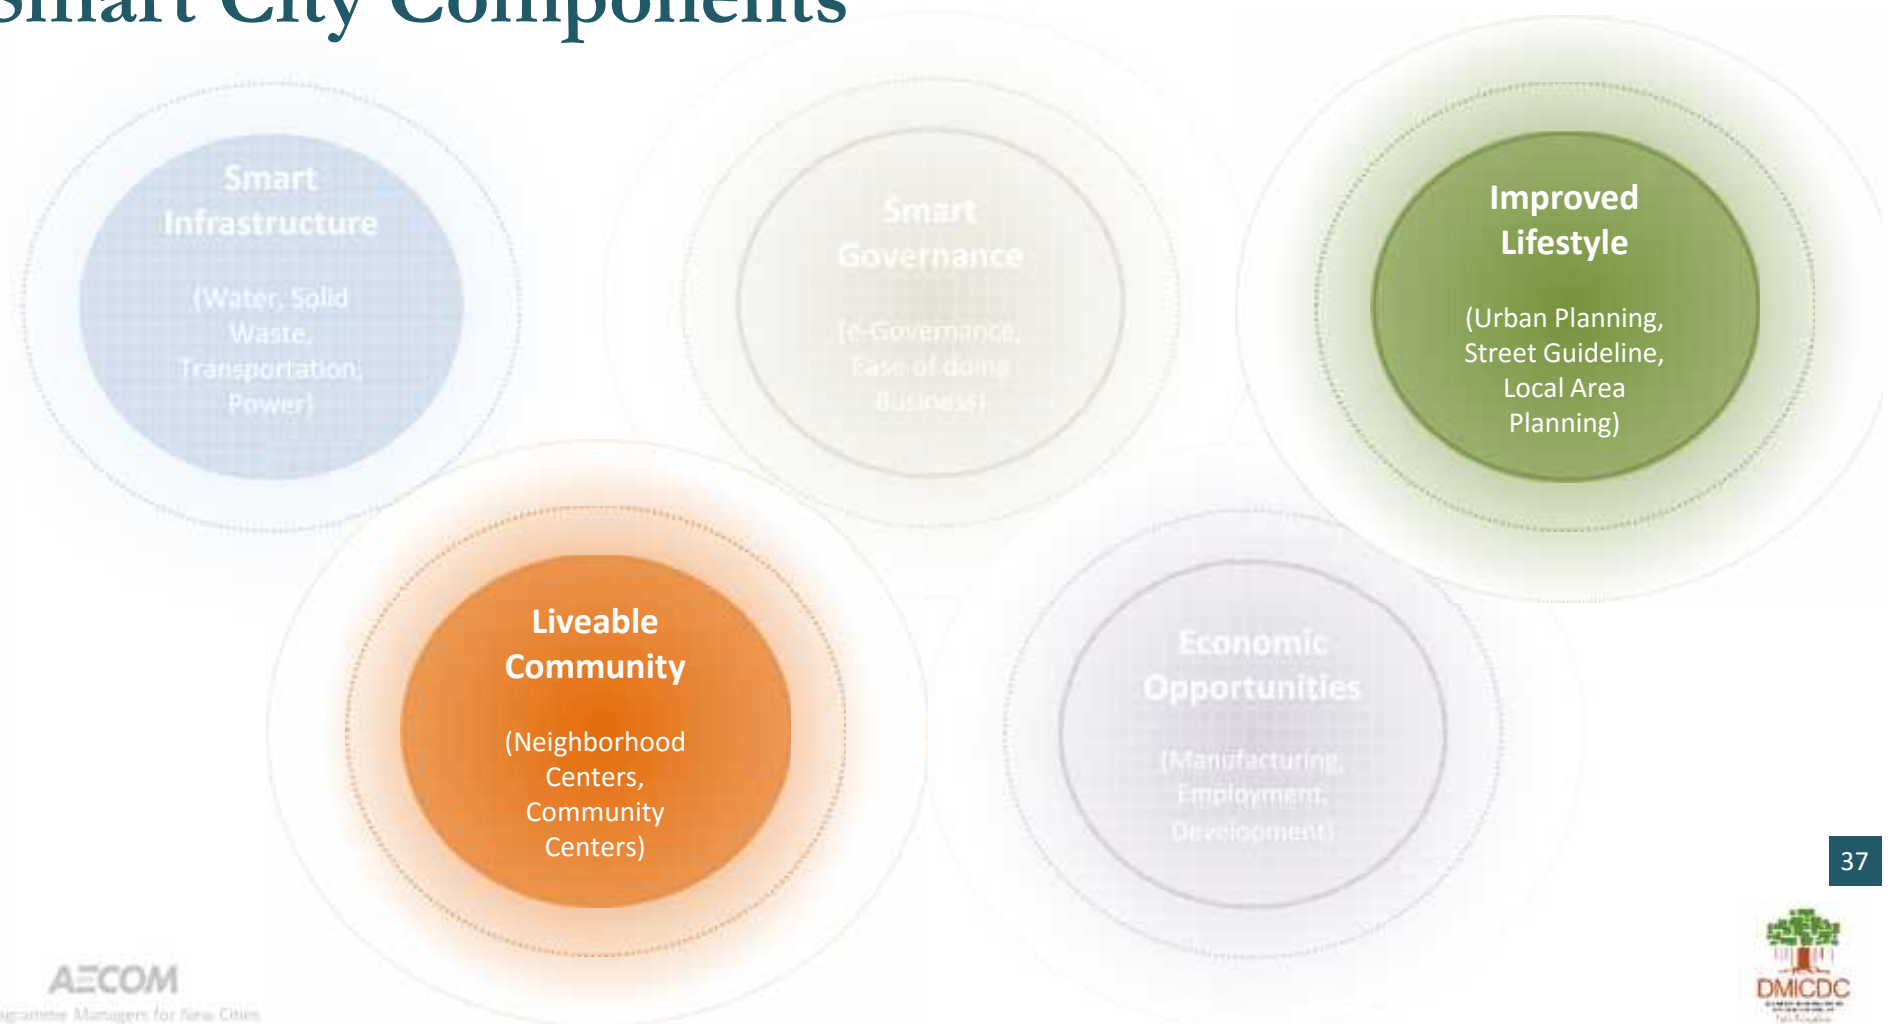 Smart City Components
Smart
Infrastructure
(Water, Solid
Waste,
Transportation,
Power)
Smart
Governance
(e-Governance,
Ease of doing
Business)
Improved
Lifestyle
(Urban Planning,
Street Guideline,
Local Area
Planning)
Liveable
Community
(Neighborhood
Centers,
Community
Centers)
Economic
Opportunities
(Manufacturing,
Employment,
Development)
37
AECOM
Managers for New Cities
DMICDC